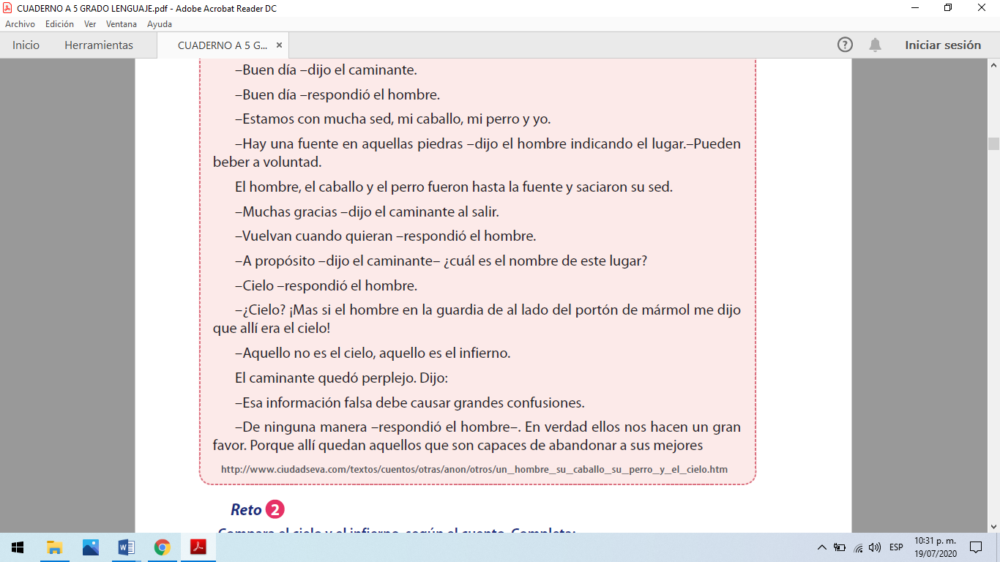 CUADERNO A 5 GRADO LENGUAJE.pdf - Adobe Acrobat Reader DC
Archivo Edición Ver Ventana Ayuda
Inicio Herramientas CUADERNO A 5 G... × ? Iniciar sesión
–Buen día –dijo el caminante.
–Buen día –respondió el hombre.
–Estamos con mucha sed, mi caballo, mi perro y yo.
–Hay una fuente en aquellas piedras –dijo el hombre indicando el lugar.–Pueden
beber a voluntad.
El hombre, el caballo y el perro fueron hasta la fuente y saciaron su sed.
–Muchas gracias –dijo el caminante al salir.
–Vuelvan cuando quieran –respondió el hombre.
–A propósito –dijo el caminante– ¿cuál es el nombre de este lugar?
–Cielo –respondió el hombre.
–¿Cielo? ¡Mas si el hombre en la guardia de al lado del portón de mármol me dijo
que allí era el cielo!
–Aquello no es el cielo, aquello es el infierno.
El caminante quedó perplejo. Dijo:
–Esa información falsa debe causar grandes confusiones.
–De ninguna manera –respondió el hombre–. En verdad ellos nos hacen un gran
favor. Porque allí quedan aquellos que son capaces de abandonar a sus mejores
http://www.ciudadseva.com/textos/cuentos/otras/anon/otros/un_hombre_su_caballo_su_perro_y_el_cielo.htm
Reto 2
Compara el cielo y el infierno, según el cuento. Completa:
ESP 10:31 p. m.
19/07/2020